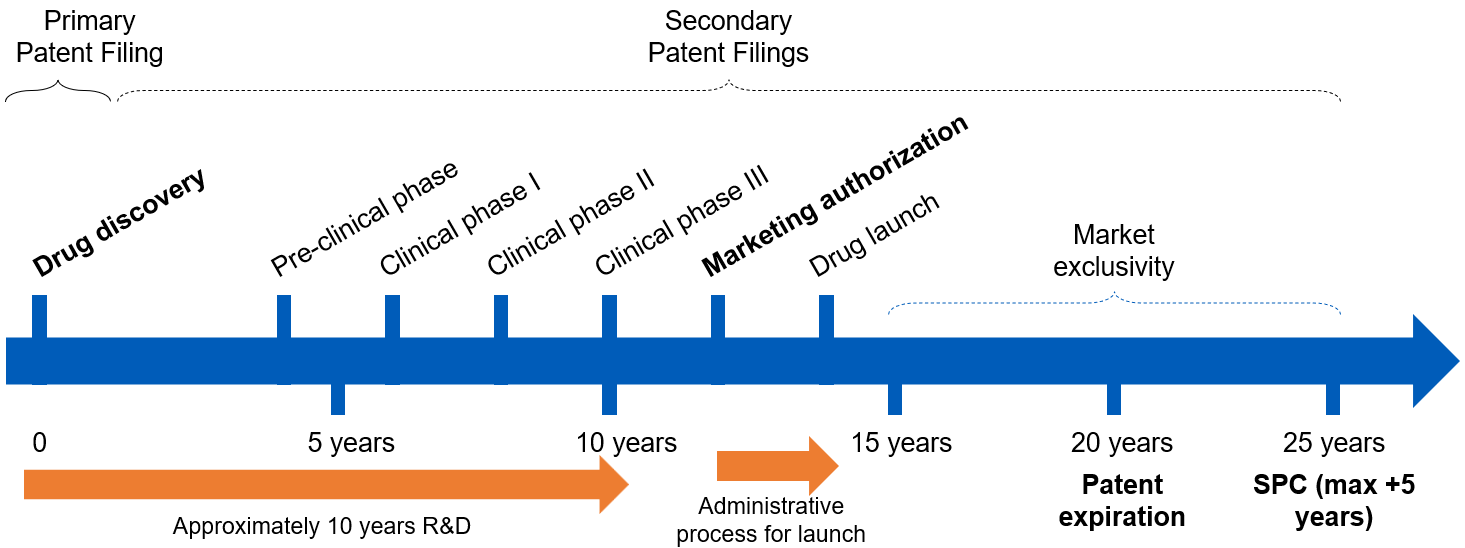 Primary
Patent Filing
Secondary
Patent Filings
Drug discovery
Pre-clinical phase
Clinical phase I
Clinical phase II
Clinical phase III
Marketing authorization
Drug launch
Market
exclusivity
0
5 years
10 years
15 years
20 years
25 years
Patent
expiration
SPC (max +5
years)
Approximately 10 years R&D
Administrative
process for launch